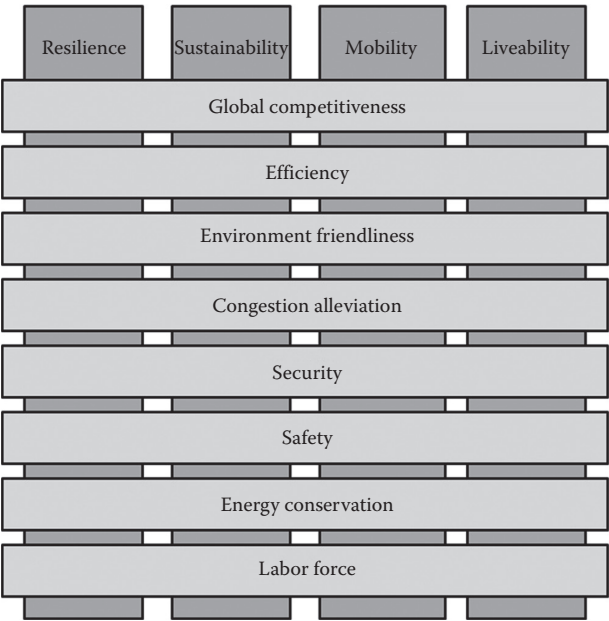 Resilience Sustainability Mobility Liveability
Global competitiveness
Efficiency
Environment friendliness
Congestion alleviation
Security
Safety
Energy conservation
Labor force